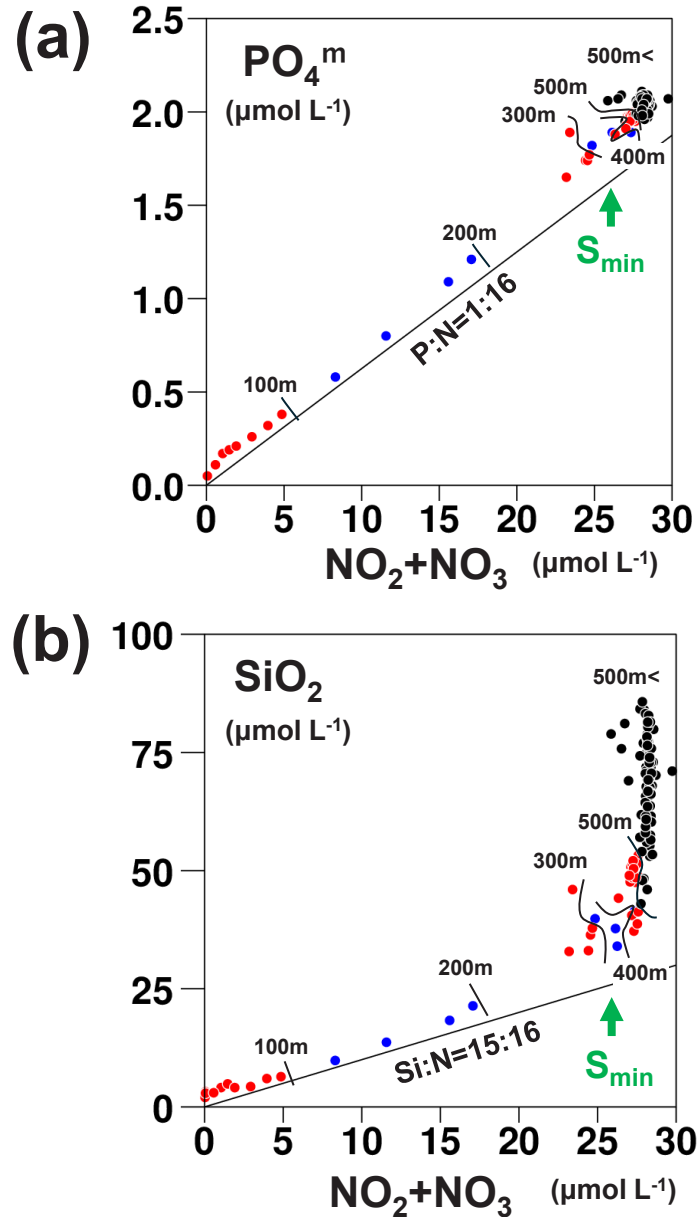 (a)
PO₄ᵐ
(µmol L⁻¹)
2.5
2.0
1.5
1.0
0.5
0.0
500m<
500m
300m
400m
200m
100m
Smin
P:N=1:16
0 5 10 15 20 25 30
NO₂+NO₃ (µmol L⁻¹)
(b)
SiO₂
(µmol L⁻¹)
100
75
50
25
0
500m<
500m
300m
400m
200m
100m
Smin
Si:N=15:16
0 5 10 15 20 25 30
NO₂+NO₃ (µmol L⁻¹)